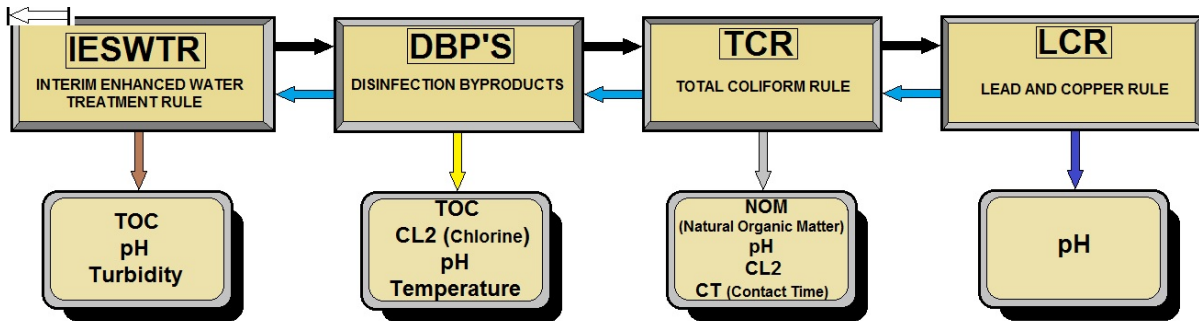 IESWTR
INTERIM ENHANCED WATER
TREATMENT RULE
DBP'S
DISINFECTION BYPRODUCTS
TCR
TOTAL COLIFORM RULE
LCR
LEAD AND COPPER RULE
TOC
pH
Turbidity
TOC
CL2 (Chlorine)
pH
Temperature
NOM
(Natural Organic Matter)
pH
CL2
CT (Contact Time)
pH